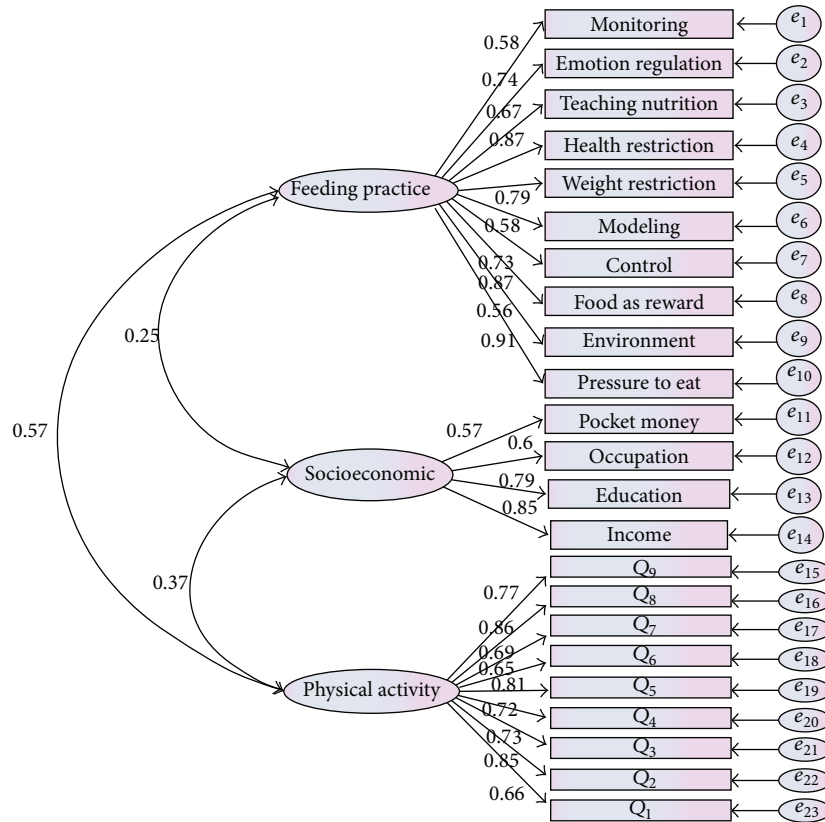 Monitoring
e1
0.58
Emotion regulation
e2
0.74
Teaching nutrition
e3
0.67
Health restriction
e4
0.87
Feeding practice
Weight restriction
e5
0.79
Modeling
e6
0.58
Control
e7
0.73
0.87
Food as reward
e8
0.56
0.25
0.91
Environment
e9
Pressure to eat
e10
0.57
0.57
Pocket money
e11
0.6
Occupation
e12
Socioeconomic
0.79
Education
e13
0.85
Income
e14
0.37
0.77
Q9
e15
Q8
e16
0.86
Q7
e17
0.69
0.65
Q6
e18
Physical activity
0.81
Q5
e19
0.72
Q4
e20
0.73
Q3
e21
0.85
Q2
e22
0.66
Q1
e23